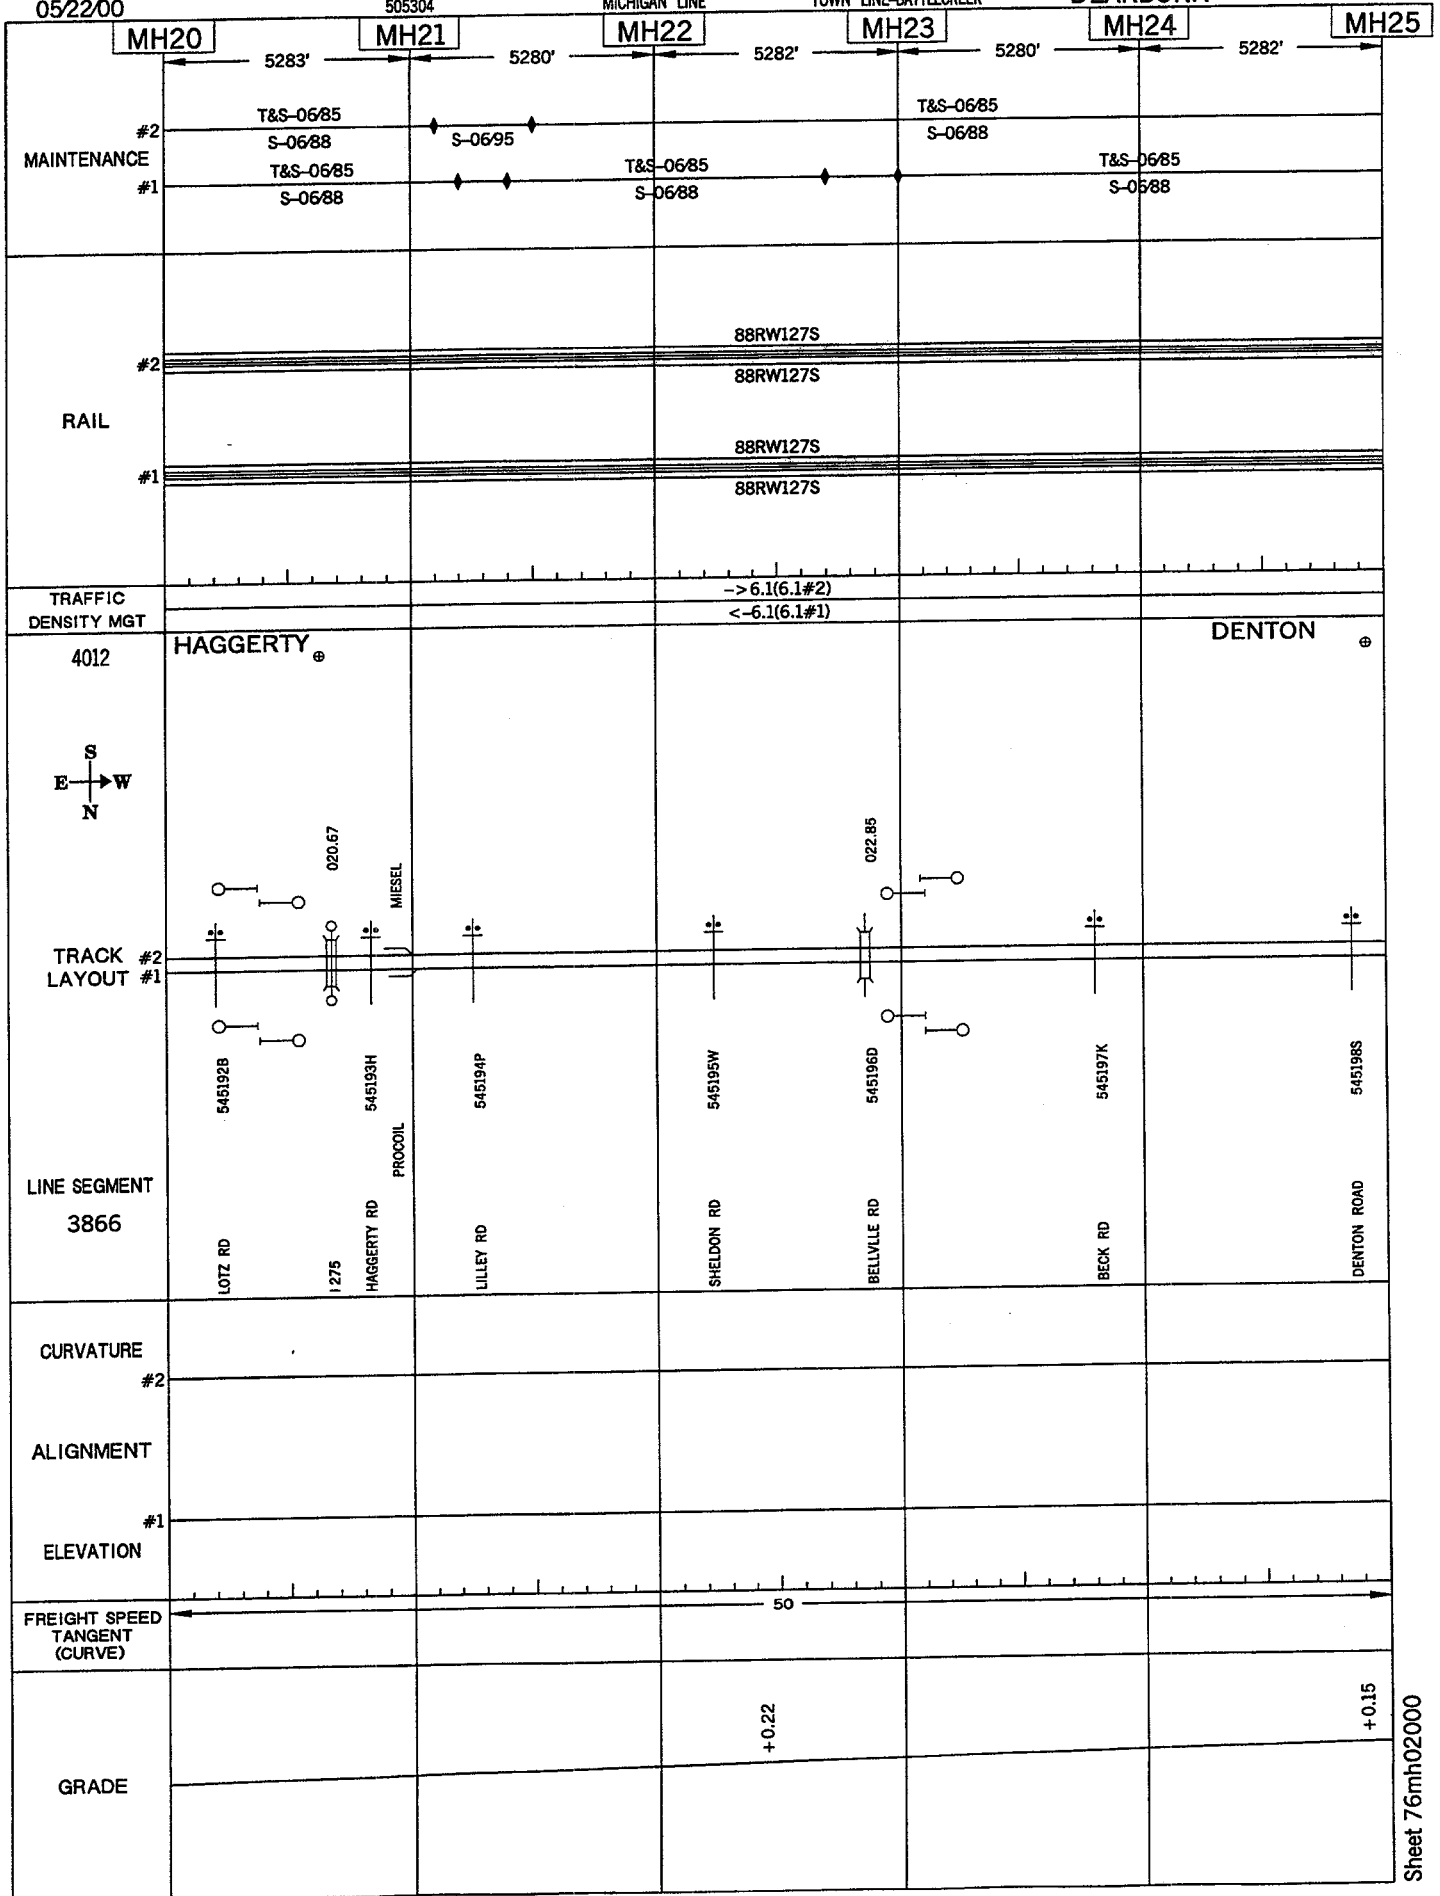 05/22/00 505304 MICHIGAN LINE TOWN LINE-BATTLECREEK DEARBORN
MH20 MH21 MH22 MH23 MH24 MH25
5283' 5280' 5282' 5280' 5282'
T&S-06/85 T&S-06/85
#2
S-06/88 S-06/95 S-06/88
MAINTENANCE
T&S-06/85 T&S-06/85 T&S-06/85
#1
S-06/88 S-06/88 S-06/88
88RW127S
#2
88RW127S
RAIL
88RW127S
#1
88RW127S
TRAFFIC
DENSITY MGT
->6.1(6.1#2)
<-6.1(6.1#1)
4012
HAGGERTY DENTON
S
E W
N
020.67 MIESEL 022.85
TRACK #2
LAYOUT #1
545192B 545193H 545194P 545195W 545196D 545197K 545198S
PROCOIL
LINE SEGMENT
3866
LOTZ RD
I 275
HAGGERTY RD
LILLEY RD
SHELDON RD
BELLVLLE RD
BECK RD
DENTON ROAD
CURVATURE
#2
ALIGNMENT
#1
ELEVATION
FREIGHT SPEED
TANGENT
(CURVE)
50
GRADE
+0.22
+0.15
Sheet 76mh02000